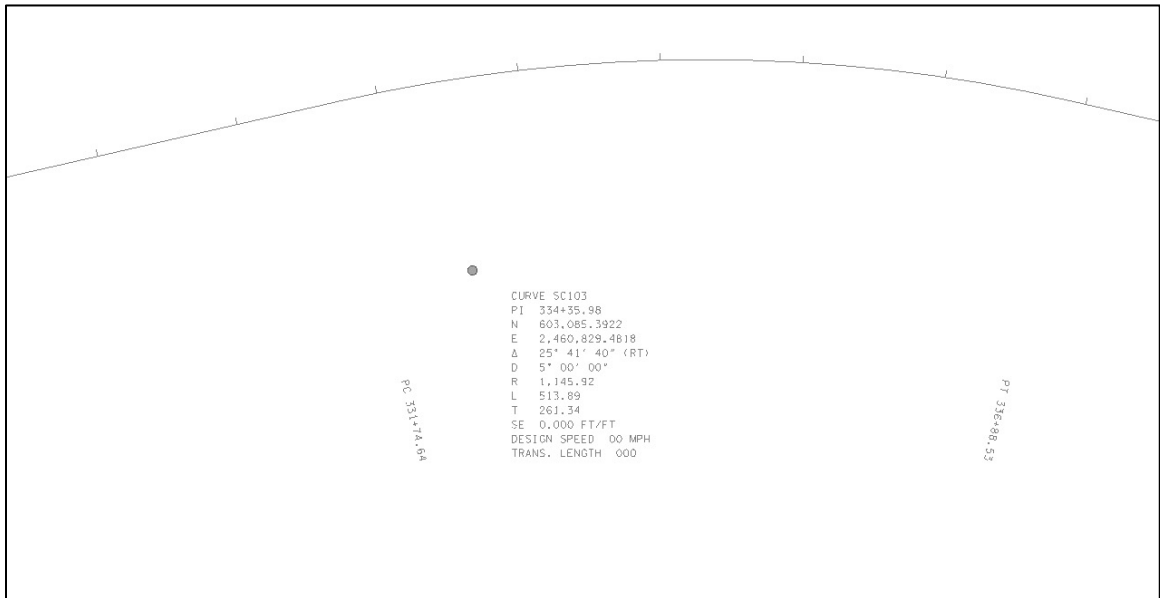 CURVE SC103
PI 334+35.98
N 603,085.3922
E 2,460,829.4818
Δ 25° 41' 40" (RT)
D 5° 00' 00"
R 1,145.92
L 513.89
T 261.34
SE 0.000 FT/FT
DESIGN SPEED 00 MPH
TRANS. LENGTH 000
PC 331+74.64
PT 336+88.53